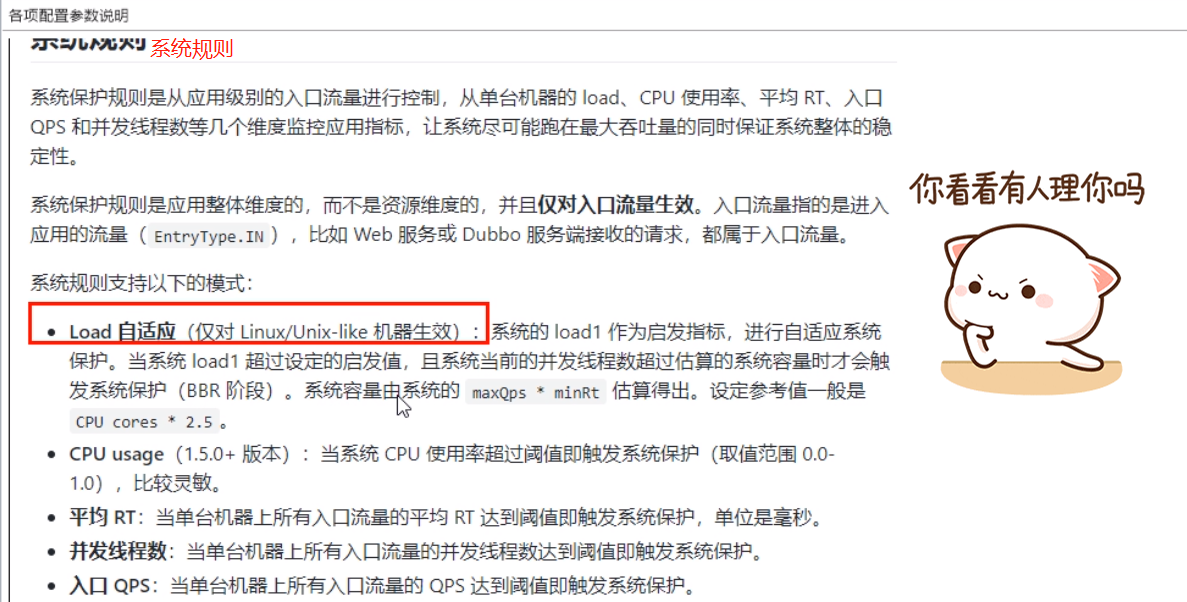 各项配置参数说明
系统规则 系统规则
系统保护规则是从应用级别的入口流量进行控制，从单台机器的 load、CPU 使用率、平均 RT、入口
QPS 和并发线程数等几个维度监控应用指标，让系统尽可能跑在最大吞吐量的同时保证系统整体的稳
定性。
系统保护规则是应用整体维度的，而不是资源维度的，并且仅对入口流量生效。入口流量指的是进入
应用的流量（EntryType.IN），比如 Web 服务或 Dubbo 服务端接收的请求，都属于入口流量。
系统规则支持以下的模式：
• Load 自适应（仅对 Linux/Unix-like 机器生效）：系统的 load1 作为启发指标，进行自适应系统
保护。当系统 load1 超过设定的启发值，且系统当前的并发线程数超过估算的系统容量时才会触
发系统保护（BBR 阶段）。系统容量由系统的 maxQps * minRt 估算得出。设定参考值一般是
CPU cores * 2.5。
• CPU usage（1.5.0+ 版本）：当系统 CPU 使用率超过阈值即触发系统保护（取值范围 0.0-
1.0），比较灵敏。
• 平均 RT：当单台机器上所有入口流量的平均 RT 达到阈值即触发系统保护，单位是毫秒。
• 并发线程数：当单台机器上所有入口流量的并发线程数达到阈值即触发系统保护。
• 入口 QPS：当单台机器上所有入口流量的 QPS 达到阈值即触发系统保护。
你看看有人理你吗